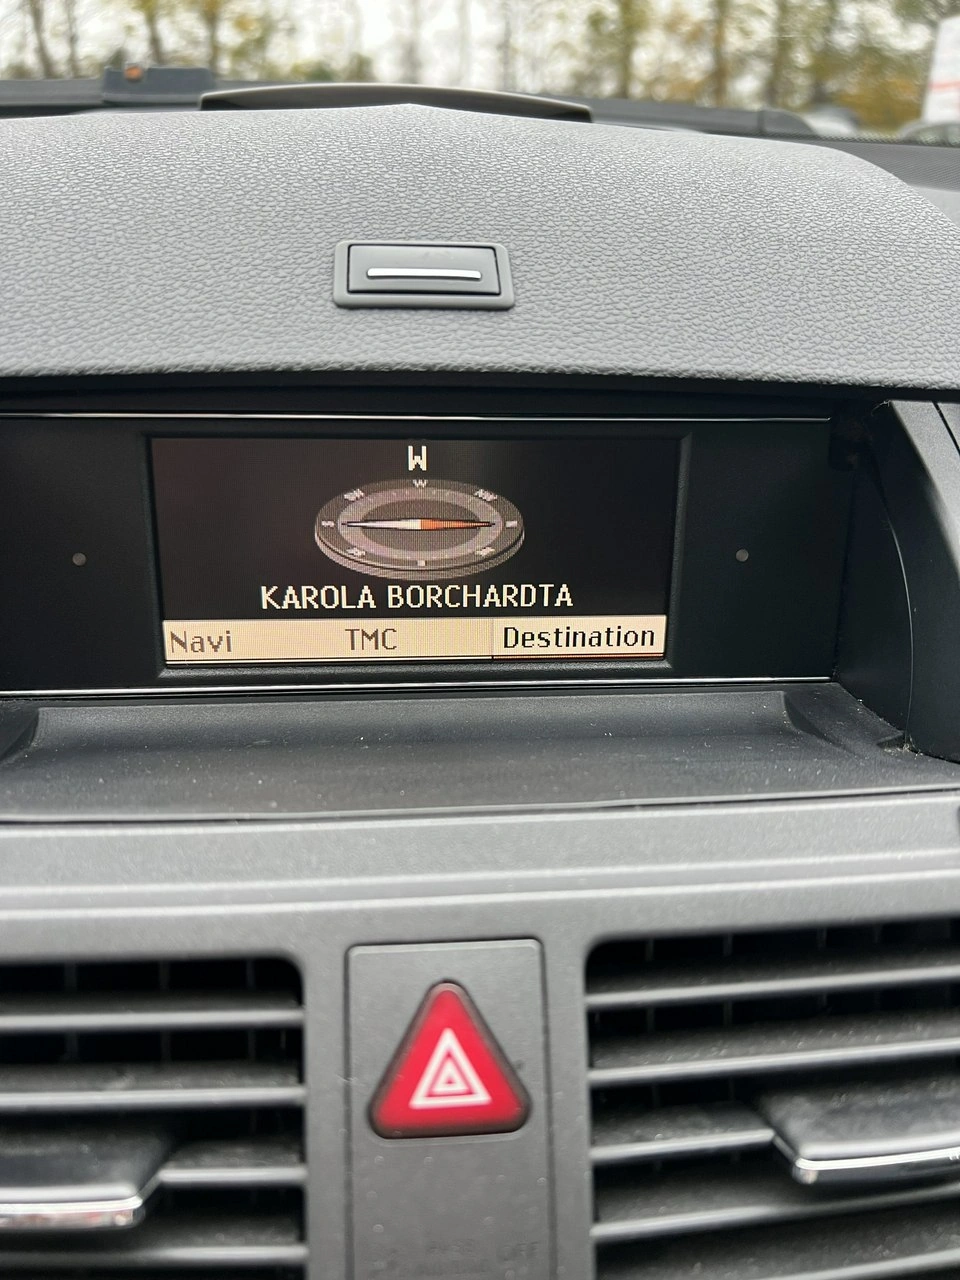 W
W
KAROLA BORCHARDTA
Navi TMC Destination